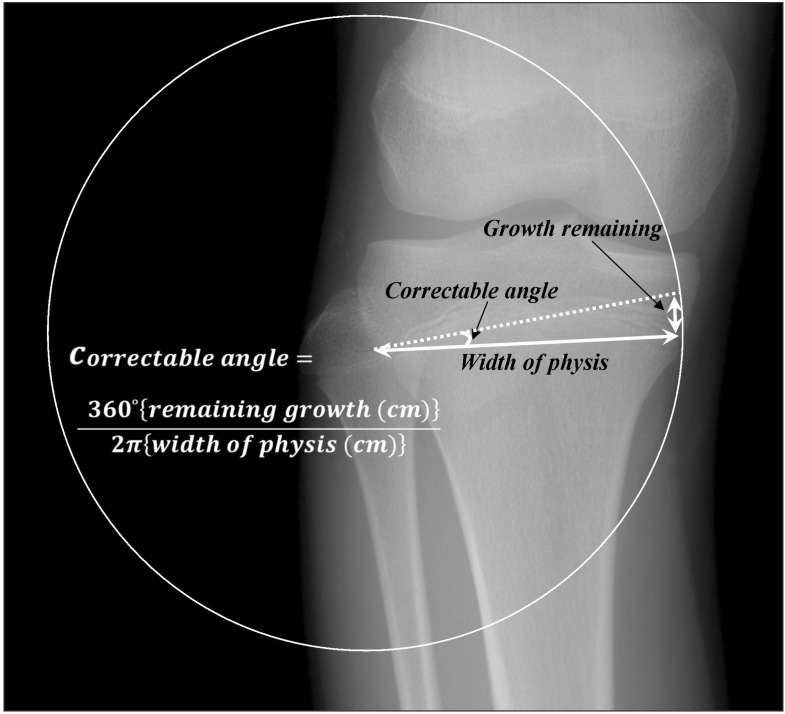 Growth remaining
Correctable angle
Width of physis
Correctable angle =
360°{remaining growth (cm)}
2π{width of physis (cm)}